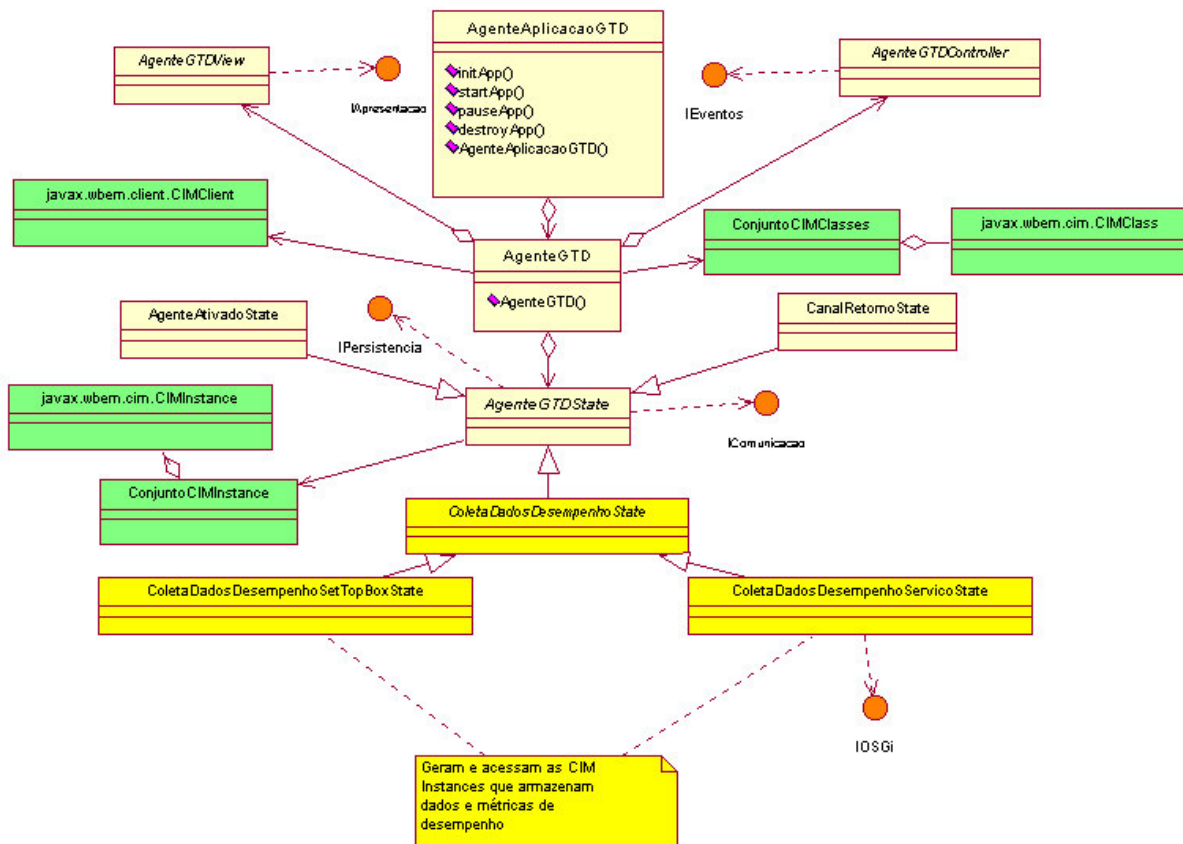 AgenteAplicacaoGTD
AgenteGTDView
AgenteGTDController
initApp()
startApp()
pauseApp()
destroyApp()
AgenteAplicacaoGTD()
IApresentacao
IEventos
javax.wbem.client.CIMClient
ConjuntoCIMClasses
javax.wbem.cim.CIMClass
AgenteGTD
AgenteGTD()
AgenteAtivadoState
CanalRetornoState
IPersistencia
javax.wbem.cim.CIMInstance
AgenteGTDState
IComunicacao
ConjuntoCIMInstance
ColetaDadosDesempenhoState
ColetaDadosDesempenhoSetTopBoxState
ColetaDadosDesempenhoServicoState
IOSGi
Geram e acessam as CIM
Instances que armazenam
dados e métricas de
desempenho